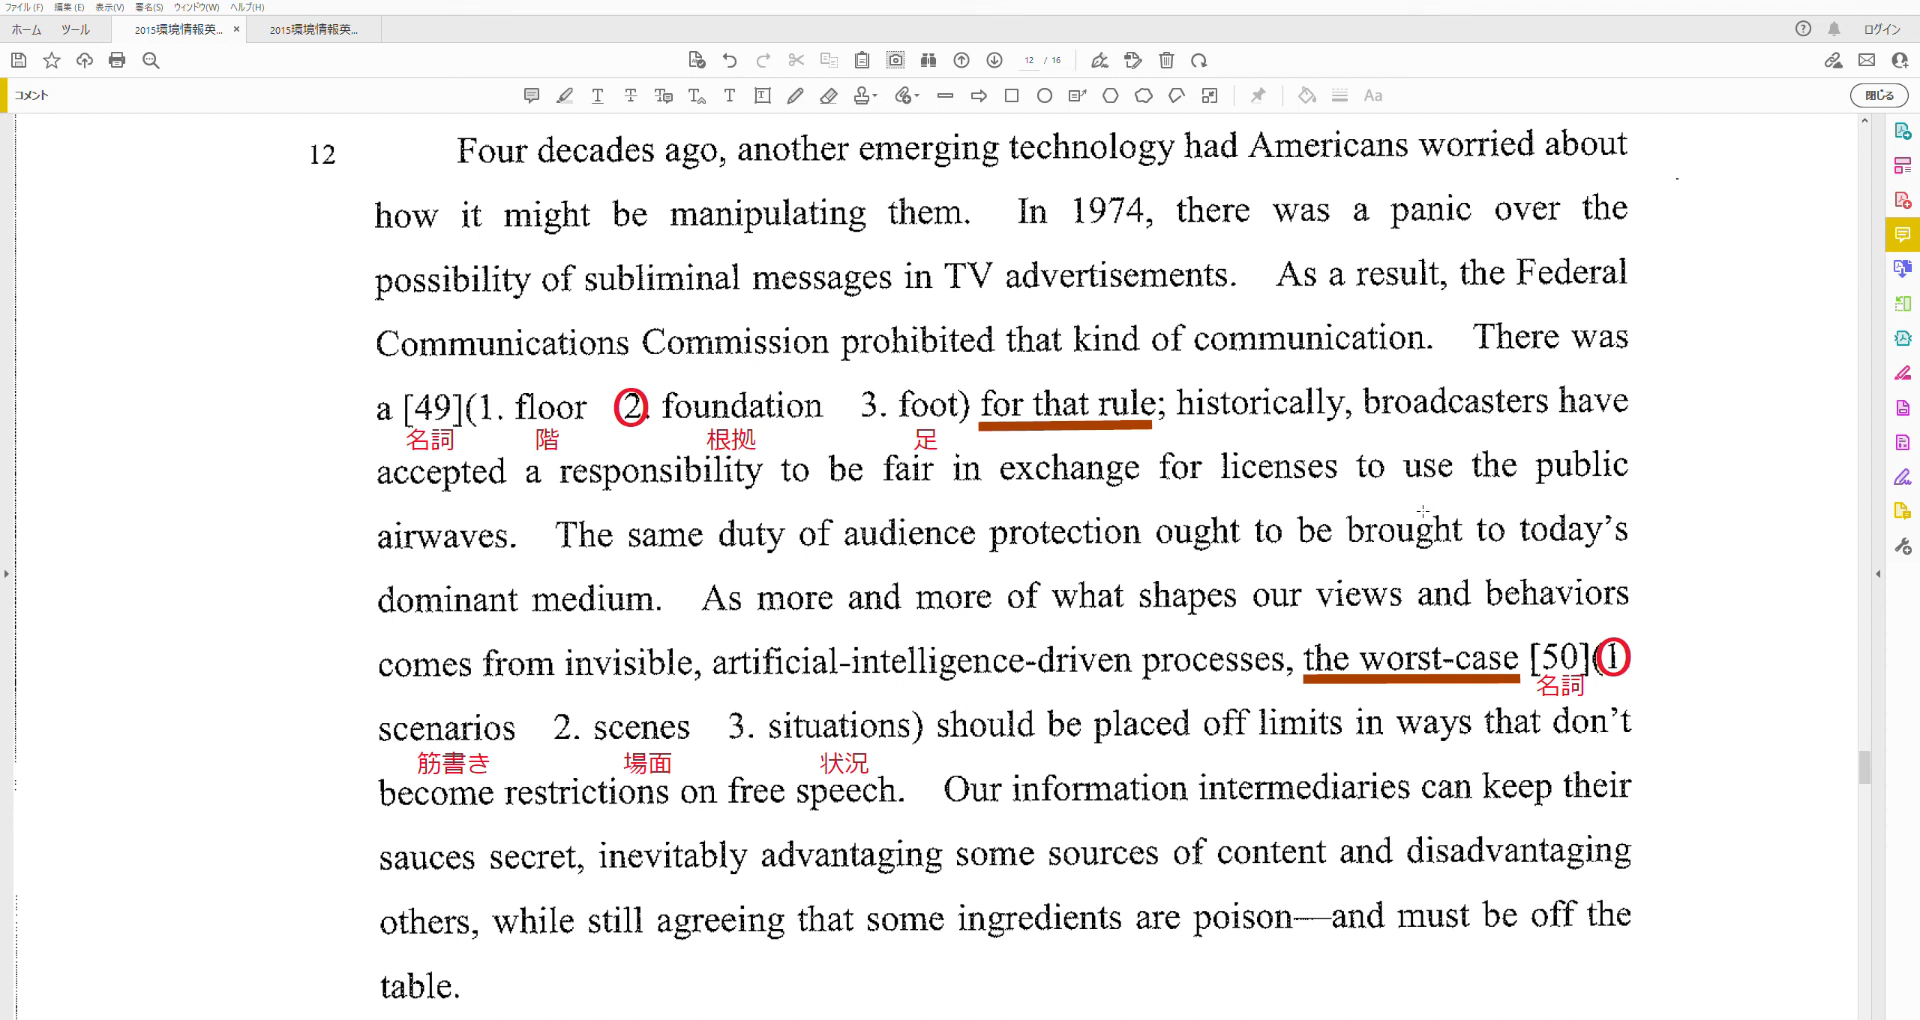 ファイル(F) 編集(E) 表示(V) 署名(S) ウィンドウ(W) ヘルプ(H)
ホーム ツール 2015環境情報英... × 2015環境情報英... ログイン
12 / 16
コメント Aa 閉じる
12 Four decades ago, another emerging technology had Americans worried about
how it might be manipulating them. In 1974, there was a panic over the
possibility of subliminal messages in TV advertisements. As a result, the Federal
Communications Commission prohibited that kind of communication. There was
a [49](1. floor 2. foundation 3. foot) for that rule; historically, broadcasters have
名詞 階 根拠 足
accepted a responsibility to be fair in exchange for licenses to use the public
airwaves. The same duty of audience protection ought to be brought to today's
dominant medium. As more and more of what shapes our views and behaviors
comes from invisible, artificial-intelligence-driven processes, the worst-case [50](1
名詞
scenarios 2. scenes 3. situations) should be placed off limits in ways that don't
筋書き 場面 状況
become restrictions on free speech. Our information intermediaries can keep their
sauces secret, inevitably advantaging some sources of content and disadvantaging
others, while still agreeing that some ingredients are poison—and must be off the
table.